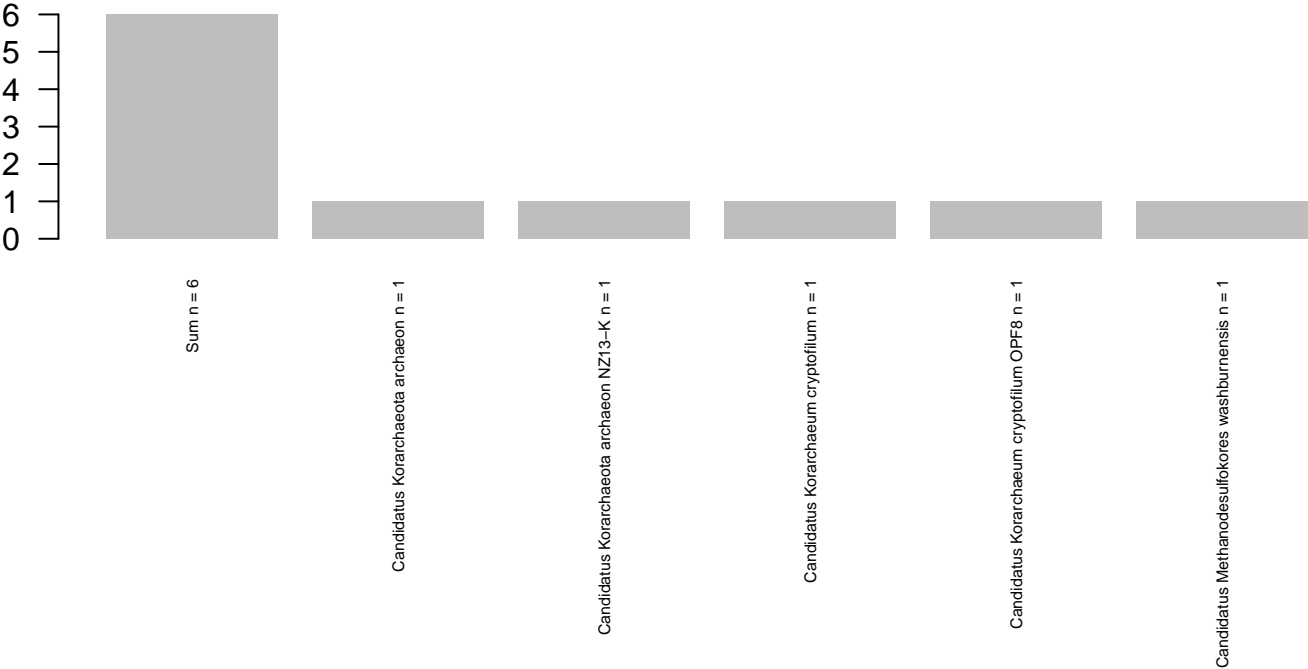 6
5
4
3
2
1
0
Sum n = 6
Candidatus Korarchaeota archaeon n = 1
Candidatus Korarchaeota archaeon NZ13−K n = 1
Candidatus Korarchaeum cryptofilum n = 1
Candidatus Korarchaeum cryptofilum OPF8 n = 1
Candidatus Methanodesulfokores washburnensis n = 1